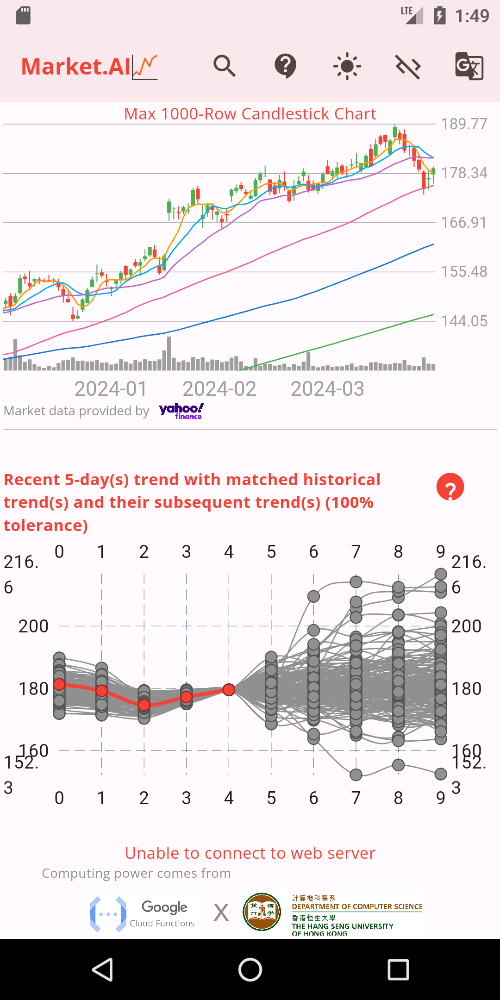 LTE 1:49
Market.AI
Max 1000-Row Candlestick Chart
189.77
178.34
166.91
155.48
144.05
2024-01 2024-02 2024-03
Market data provided by yahoo! finance
Recent 5-day(s) trend with matched historical
trend(s) and their subsequent trend(s) (100%
tolerance)
0 1 2 3 4 5 6 7 8 9
216. 216.
6 6
200 200
180 180
160 160
152. 152.
3 3
0 1 2 3 4 5 6 7 8 9
Unable to connect to web server
Computing power comes from
Google
Cloud Functions
X
篤行 博學
計算機科學系
DEPARTMENT OF COMPUTER SCIENCE
香港恒生大學
THE HANG SENG UNIVERSITY
OF HONG KONG